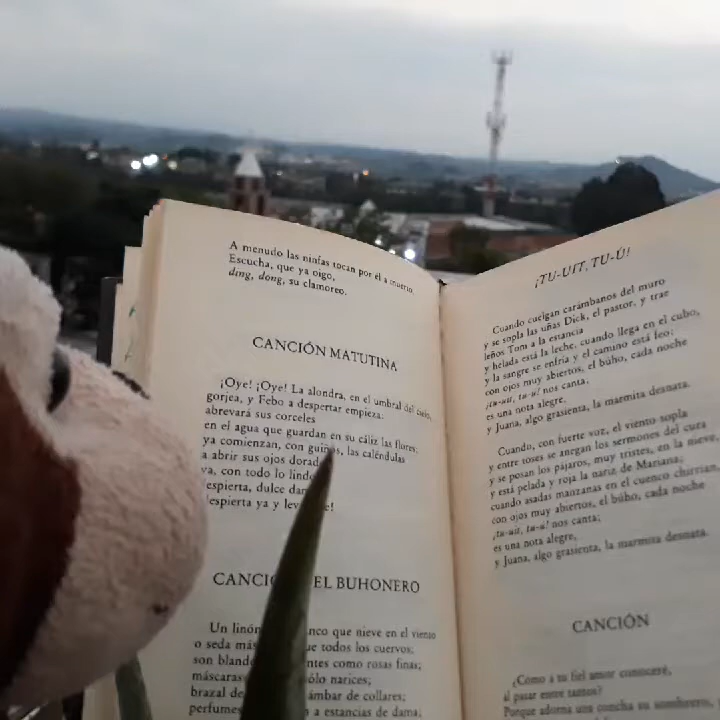 A menudo las ninfas tocan por él a muerto.
Escucha, que ya oigo,
ding, dong, su clamoreo.
CANCIÓN MATUTINA
¡Oye! ¡Oye! La alondra, en el umbral del cielo,
gorjea, y Febo a despertar empieza:
abrevará sus corceles
en el agua que guardan en su cáliz las flores;
ya comienzan, con guiños, las caléndulas
a abrir sus ojos
va, con todo lo lindo
espierta, dulce
espierta ya y
CANCIÓN EL BUHONERO
Un linón nco que nieve en el viento
o seda más ue todos los cuervos;
son blando ntes como rosas finas;
máscaras ólo narices;
brazal de ámbar de collares;
perfumes a estancias de dama;
¡TU-UIT, TU-Ú!
Cuando cuelgan carámbanos del muro
y se sopla las uñas Dick, el pastor, y trae
leños Tom a la estancia
y helada está la leche, cuando llega en el cubo,
y la sangre se enfría y el camino está feo;
con ojos muy abiertos, el búho, cada noche
¡tu-uit, tu-ú! nos canta,
es una nota alegre,
y Juana, algo grasienta, la marmita desnata.
Cuando, con fuerte voz, el viento sopla
y entre toses se anegan los sermones del cura
y se posan los pájaros, muy tristes, en la nieve,
y está pelada y roja la nariz de Mariana;
cuando asadas manzanas en el cuenco chirrían,
con ojos muy abiertos, el búho, cada noche
¡tu-uit, tu-ú! nos canta;
es una nota alegre,
y Juana, algo grasienta, la marmita desnata.
CANCIÓN
¿Cómo a tu fiel amor conoceré,
al pasar entre tantos?
Porque adorna una concha su sombrero,